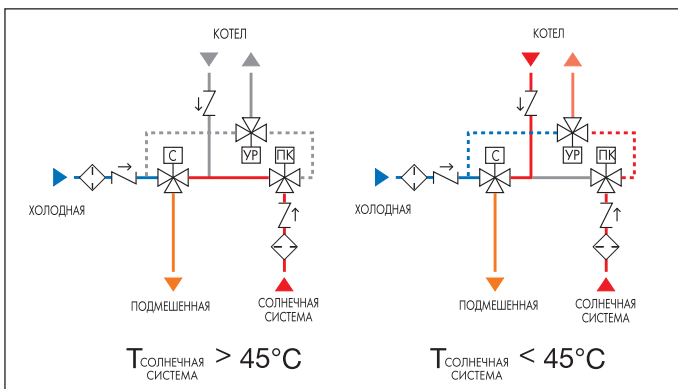 КОТЕЛ
С
УР
ПК
ХОЛОДНАЯ
ПОДМЕШЕННАЯ
СОЛНЕЧНАЯ
СИСТЕМА
TСОЛНЕЧНАЯ СИСТЕМА > 45°C
КОТЕЛ
С
УР
ПК
ХОЛОДНАЯ
ПОДМЕШЕННАЯ
СОЛНЕЧНАЯ
СИСТЕМА
TСОЛНЕЧНАЯ СИСТЕМА < 45°C